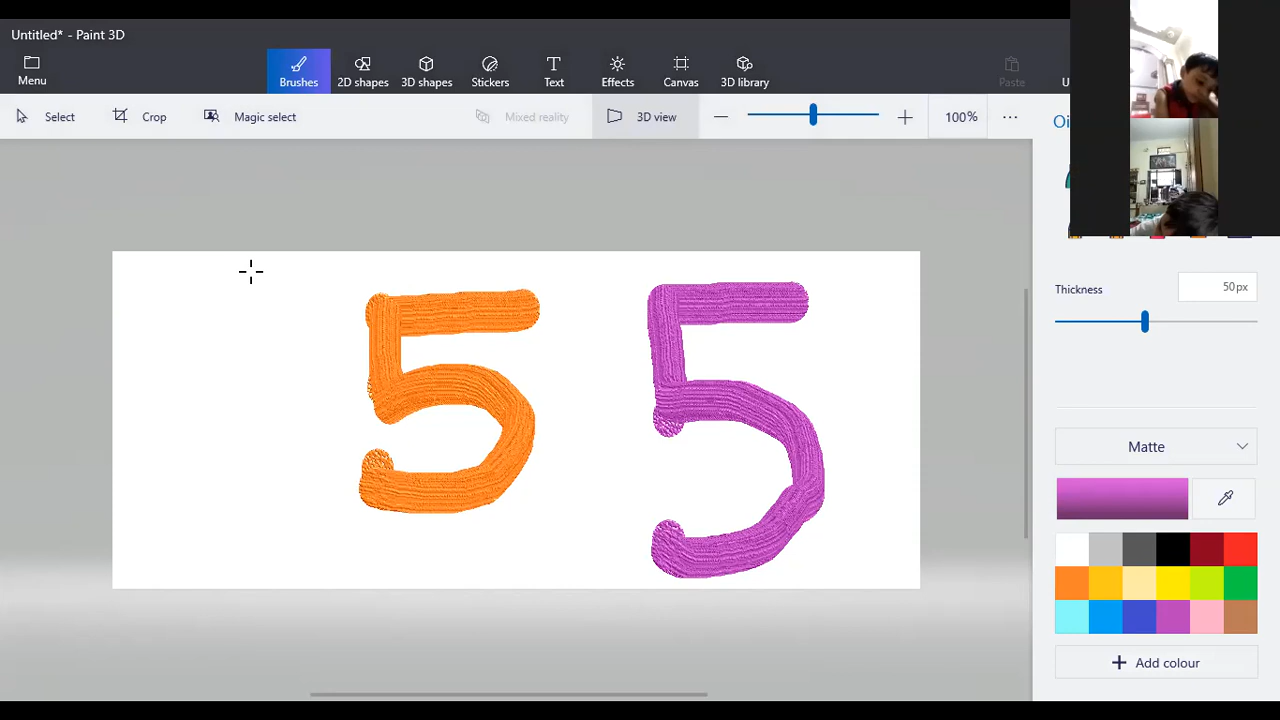 Untitled* - Paint 3D
Menu
Brushes 2D shapes 3D shapes Stickers Text Effects Canvas 3D library Paste
Select Crop Magic select Mixed reality 3D view 100%
Thickness 50px
5 5
Matte
Add colour